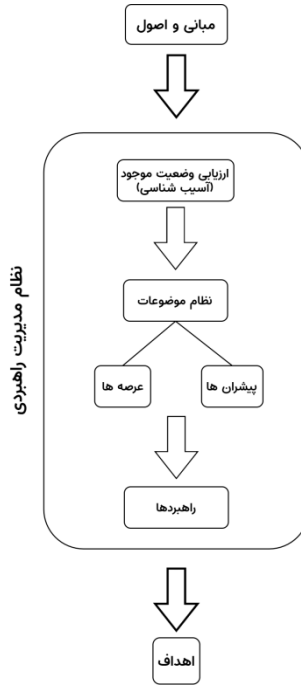 مبانی و اصول
ارزیابی وضعیت موجود
(آسیب شناسی)
نظام موضوعات
پیشران ها
عرصه ها
راهبردها
نظام مدیریت راهبردی
اهداف